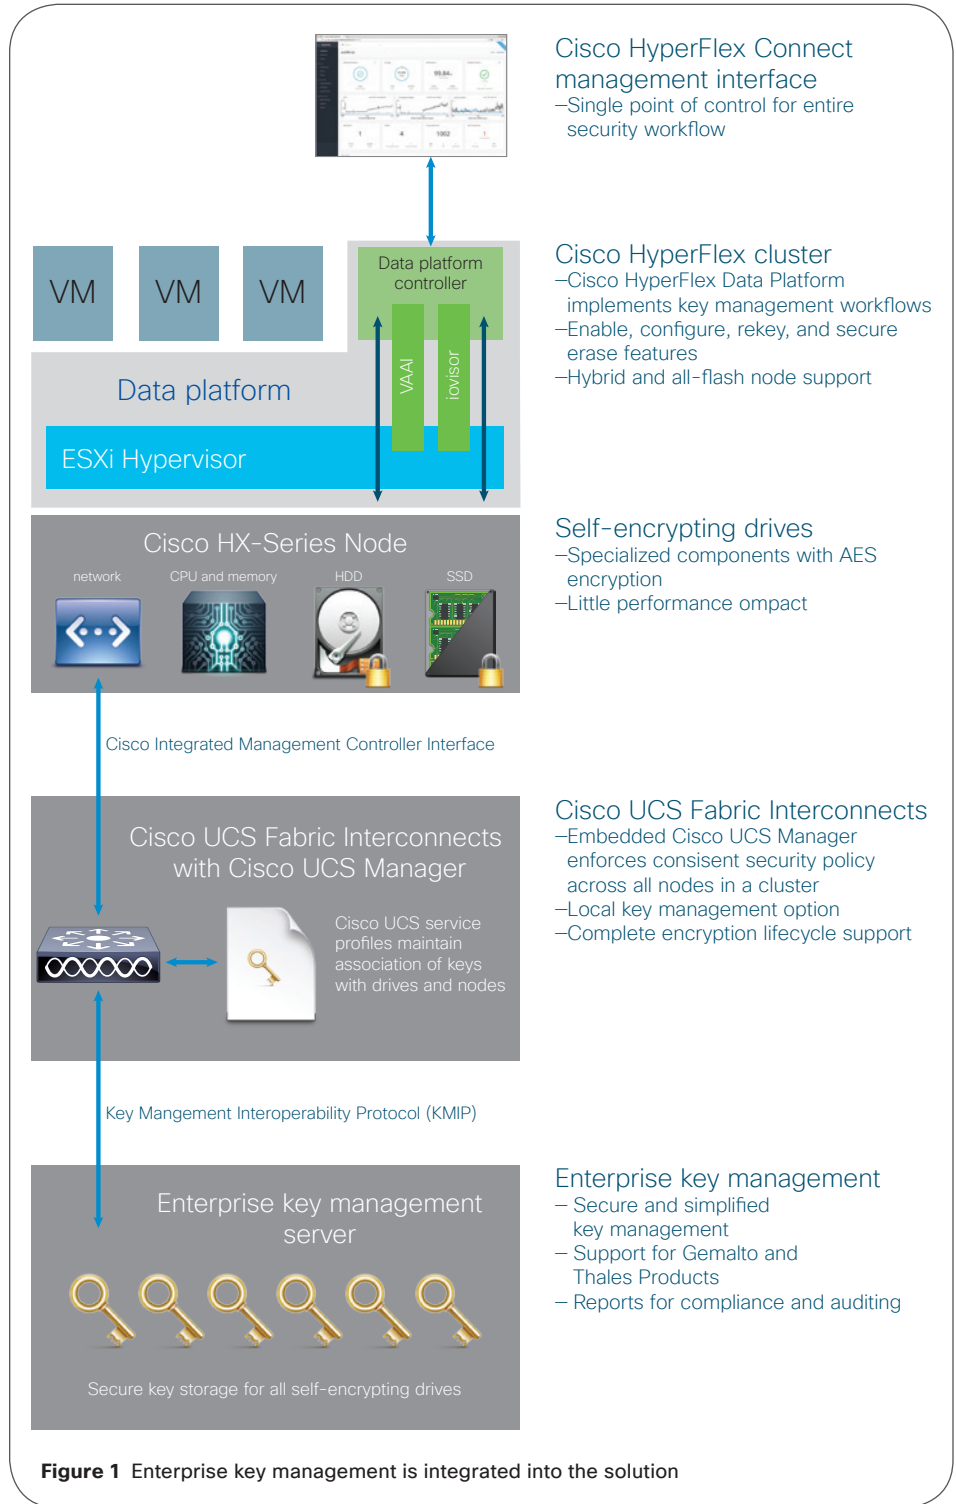 Cisco HyperFlex Connect
management interface
–Single point of control for entire
security workflow
99.84
1
4
1002
1
VM
VM
VM
Data platform
controller
VAAI
iovisor
Data platform
ESXi Hypervisor
Cisco HyperFlex cluster
–Cisco HyperFlex Data Platform
implements key management workflows
–Enable, configure, rekey, and secure
erase features
–Hybrid and all-flash node support
Cisco HX-Series Node
network
CPU and memory
HDD
SSD
Self-encrypting drives
–Specialized components with AES
encryption
–Little performance ompact
Cisco Integrated Management Controller Interface
Cisco UCS Fabric Interconnects
with Cisco UCS Manager
Cisco UCS service
profiles maintain
association of keys
with drives and nodes
Cisco UCS Fabric Interconnects
–Embedded Cisco UCS Manager
enforces consisent security policy
across all nodes in a cluster
–Local key management option
–Complete encryption lifecycle support
Key Mangement Interoperability Protocol (KMIP)
Enterprise key management
server
Secure key storage for all self-encrypting drives
Enterprise key management
– Secure and simplified
key management
– Support for Gemalto and
Thales Products
– Reports for compliance and auditing
Figure 1 Enterprise key management is integrated into the solution